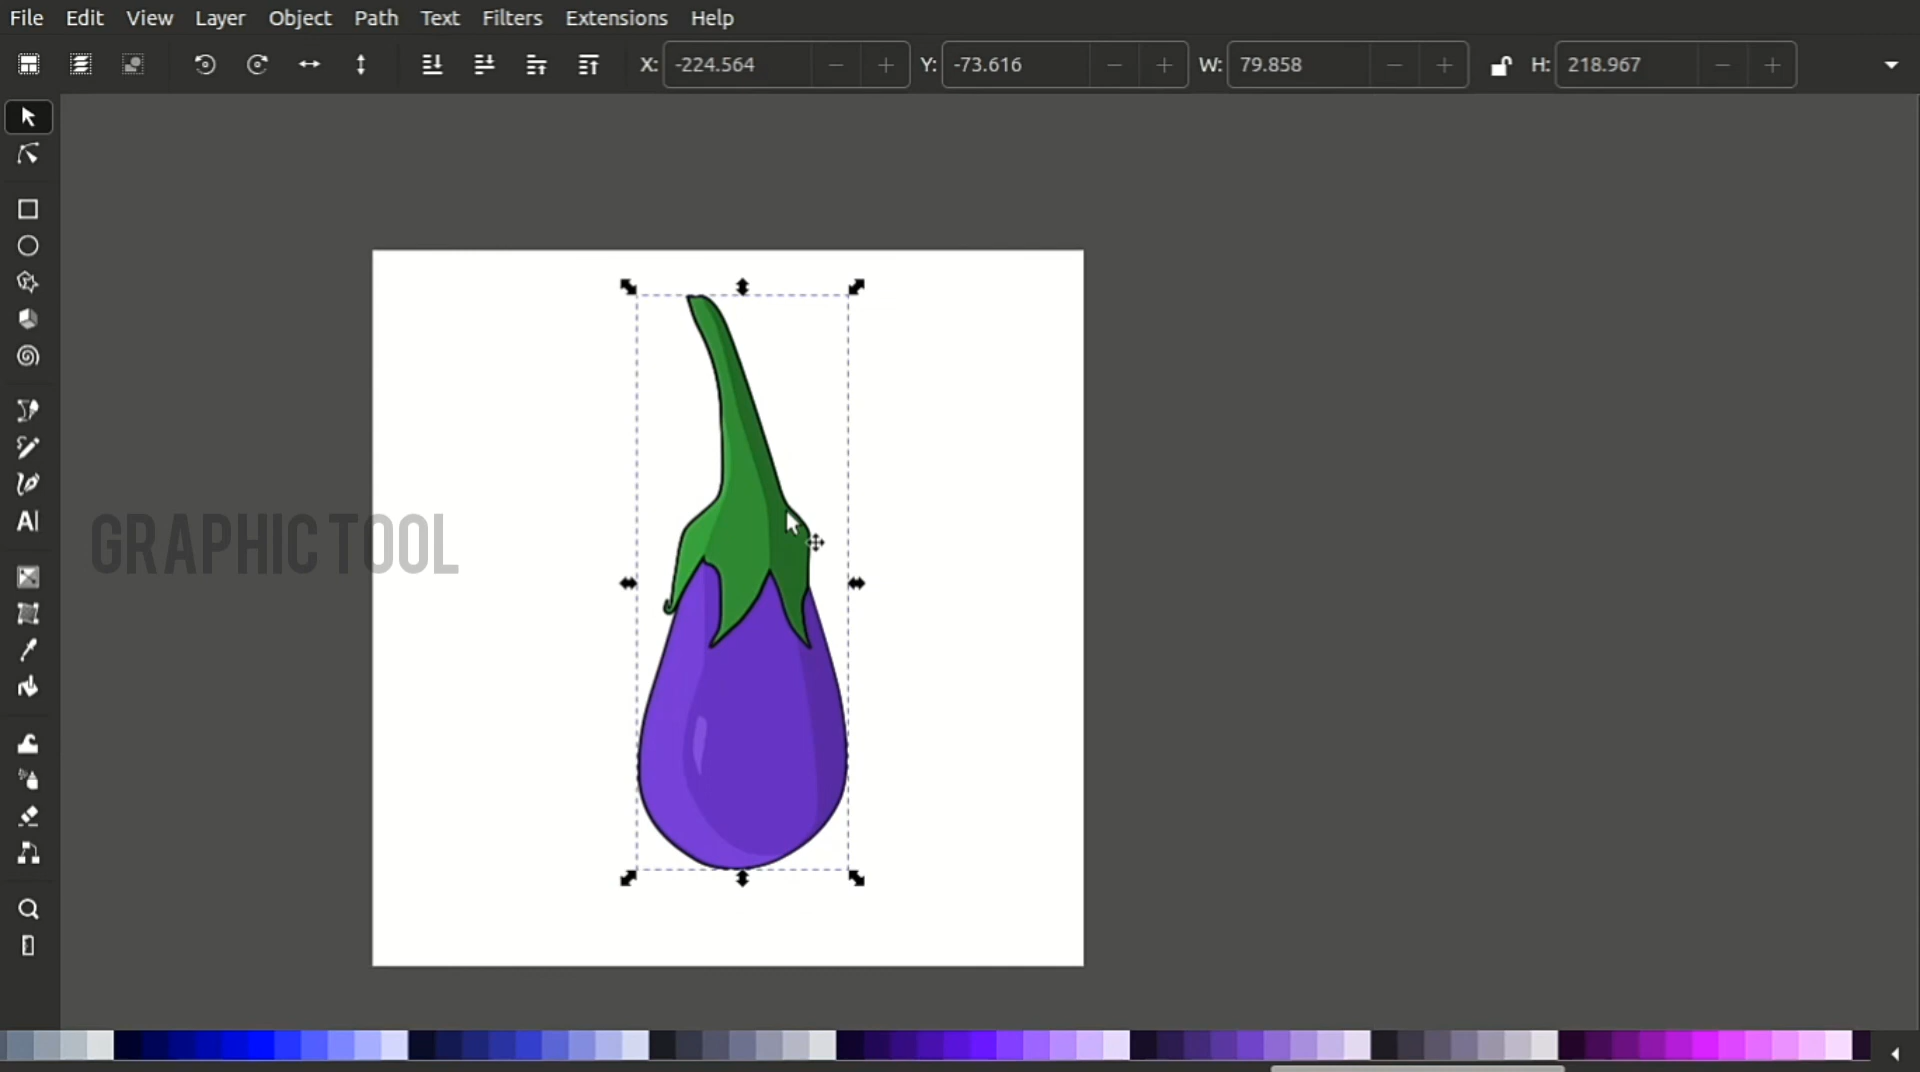 File Edit View Layer Object Path Text Filters Extensions Help
X: -224.564 Y: -73.616 W: 79.858 H: 218.967
A
GRAPHIC TOOL